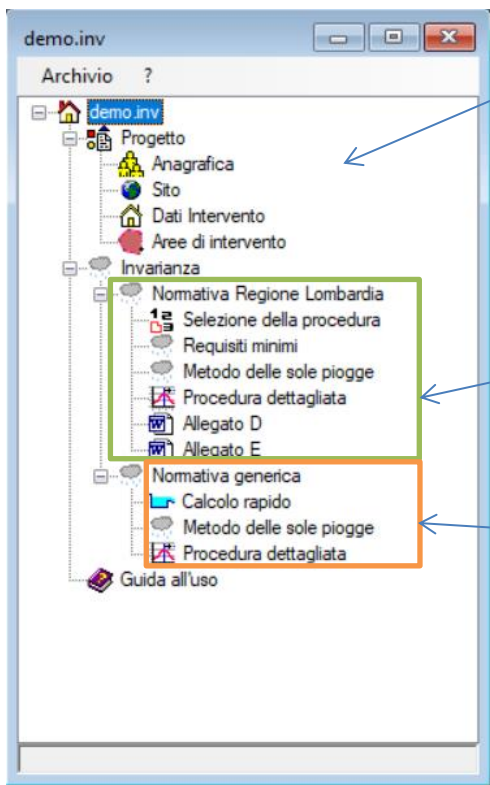 demo.inv
Archivio ?
demo.inv
Progetto
Anagrafica
Sito
Dati Intervento
Aree di intervento
Invarianza
Normativa Regione Lombardia
Selezione della procedura
Requisiti minimi
Metodo delle sole piogge
Procedura dettagliata
Allegato D
Allegato E
Normativa generica
Calcolo rapido
Metodo delle sole piogge
Procedura dettagliata
Guida all'uso